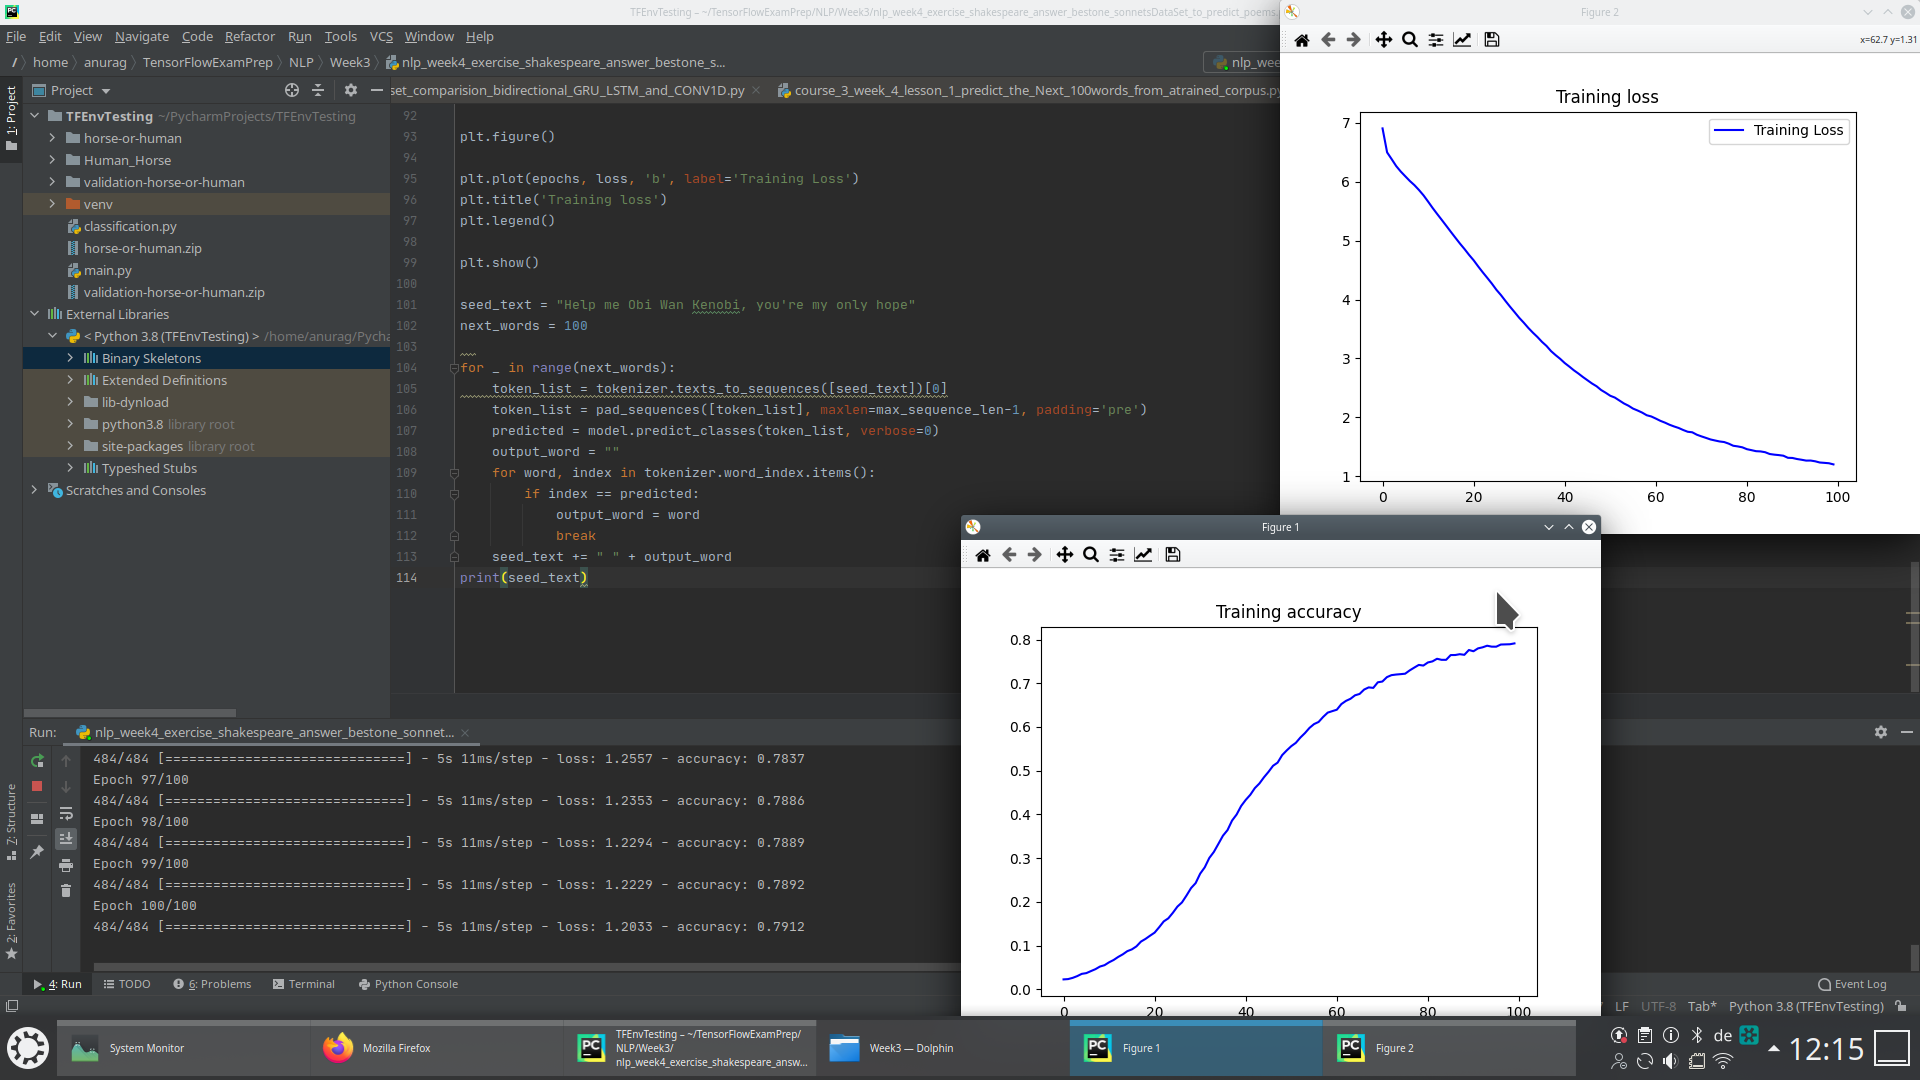 TFEnvTesting – ~/TensorFlowExamPrep/NLP/Week3/nlp_week4_exercise_shakespeare_answer_bestone_sonnetsDataSet_to_predict_poems.
File Edit View Navigate Code Refactor Run Tools VCS Window Help
/ home anurag TensorFlowExamPrep NLP Week3 nlp_week4_exercise_shakespeare_answer_bestone_s... nlp_wee
Project
set_comparision_bidirectional_GRU_LSTM_and_CONV1D.py course_3_week_4_lesson_1_predict_the_Next_100words_from_atrained_corpus.py
1: Project
TFEnvTesting ~/PycharmProjects/TFEnvTesting
horse-or-human
Human_Horse
validation-horse-or-human
venv
classification.py
horse-or-human.zip
main.py
validation-horse-or-human.zip
External Libraries
< Python 3.8 (TFEnvTesting) > /home/anurag/Pycha
Binary Skeletons
Extended Definitions
lib-dynload
python3.8 library root
site-packages library root
Typeshed Stubs
Scratches and Consoles
92
93 plt.figure()
94
95 plt.plot(epochs, loss, 'b', label='Training Loss')
96 plt.title('Training loss')
97 plt.legend()
98
99 plt.show()
100
101 seed_text = "Help me Obi Wan Kenobi, you're my only hope"
102 next_words = 100
103
104 for _ in range(next_words):
105 token_list = tokenizer.texts_to_sequences([seed_text])[0]
106 token_list = pad_sequences([token_list], maxlen=max_sequence_len-1, padding='pre')
107 predicted = model.predict_classes(token_list, verbose=0)
108 output_word = ""
109 for word, index in tokenizer.word_index.items():
110 if index == predicted:
111 output_word = word
112 break
113 seed_text += " " + output_word
114 print(seed_text)
Figure 2
x=62.7 y=1.31
Training loss
Training Loss
7
6
5
4
3
2
1
0 20 40 60 80 100
Figure 1
Training accuracy
0.8
0.7
0.6
0.5
0.4
0.3
0.2
0.1
0.0
0 20 40 60 80 100
Run: nlp_week4_exercise_shakespeare_answer_bestone_sonnet...
484/484 [==============================] - 5s 11ms/step - loss: 1.2557 - accuracy: 0.7837
Epoch 97/100
484/484 [==============================] - 5s 11ms/step - loss: 1.2353 - accuracy: 0.7886
Epoch 98/100
484/484 [==============================] - 5s 11ms/step - loss: 1.2294 - accuracy: 0.7889
Epoch 99/100
484/484 [==============================] - 5s 11ms/step - loss: 1.2229 - accuracy: 0.7892
Epoch 100/100
484/484 [==============================] - 5s 11ms/step - loss: 1.2033 - accuracy: 0.7912
7: Structure
2: Favorites
4: Run TODO 6: Problems Terminal Python Console Event Log
LF UTF-8 Tab* Python 3.8 (TFEnvTesting)
System Monitor
Mozilla Firefox
TFEnvTesting – ~/TensorFlowExamPrep/
NLP/Week3/
nlp_week4_exercise_shakespeare_answ...
Week3 — Dolphin
Figure 1
Figure 2
de
12:15